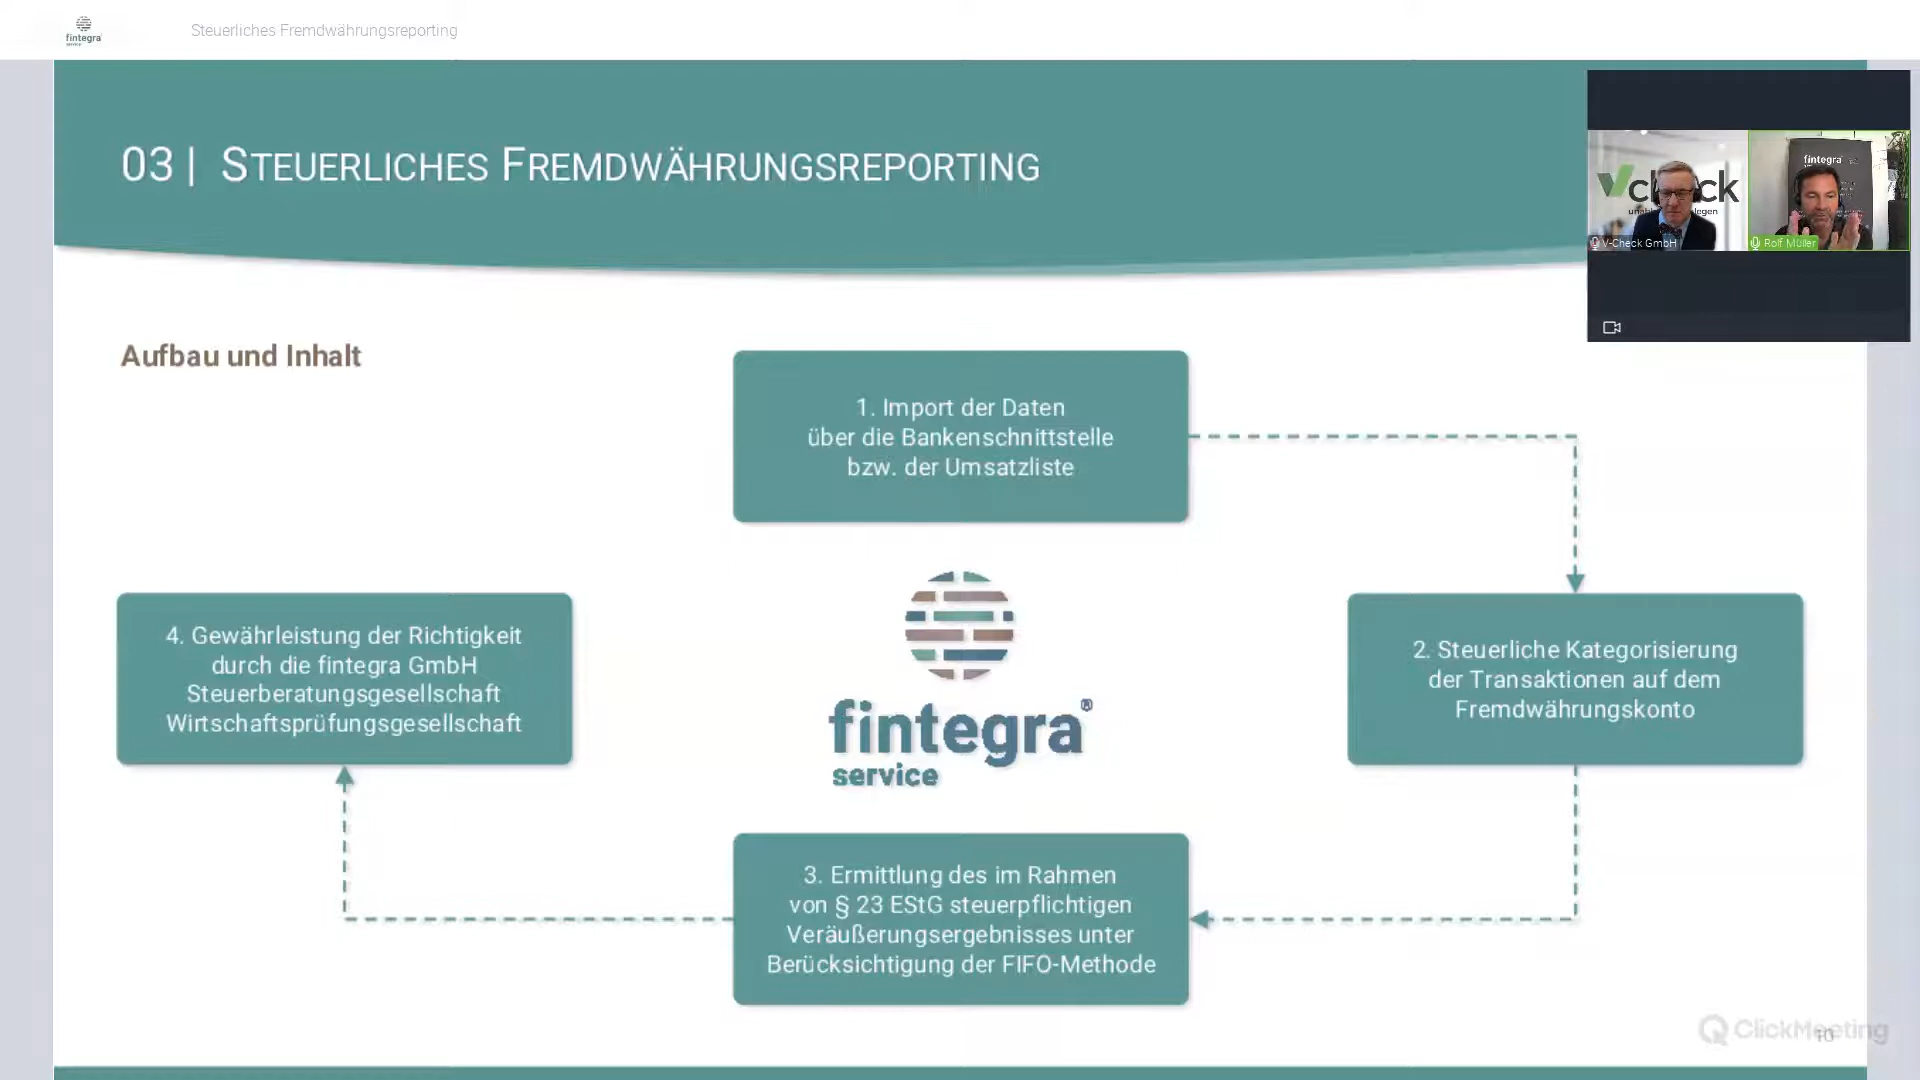 fintegra
service
Steuerliches Fremdwährungsreporting
03 | STEUERLICHES FREMDWÄHRUNGSREPORTING
fintegra
V-Check GmbH
Rolf Müller
Aufbau und Inhalt
1. Import der Daten
über die Bankenschnittstelle
bzw. der Umsatzliste
4. Gewährleistung der Richtigkeit
durch die fintegra GmbH
Steuerberatungsgesellschaft
Wirtschaftsprüfungsgesellschaft
fintegra®
service
2. Steuerliche Kategorisierung
der Transaktionen auf dem
Fremdwährungskonto
3. Ermittlung des im Rahmen
von § 23 EStG steuerpflichtigen
Veräußerungsergebnisses unter
Berücksichtigung der FIFO-Methode
ClickMeeting
10